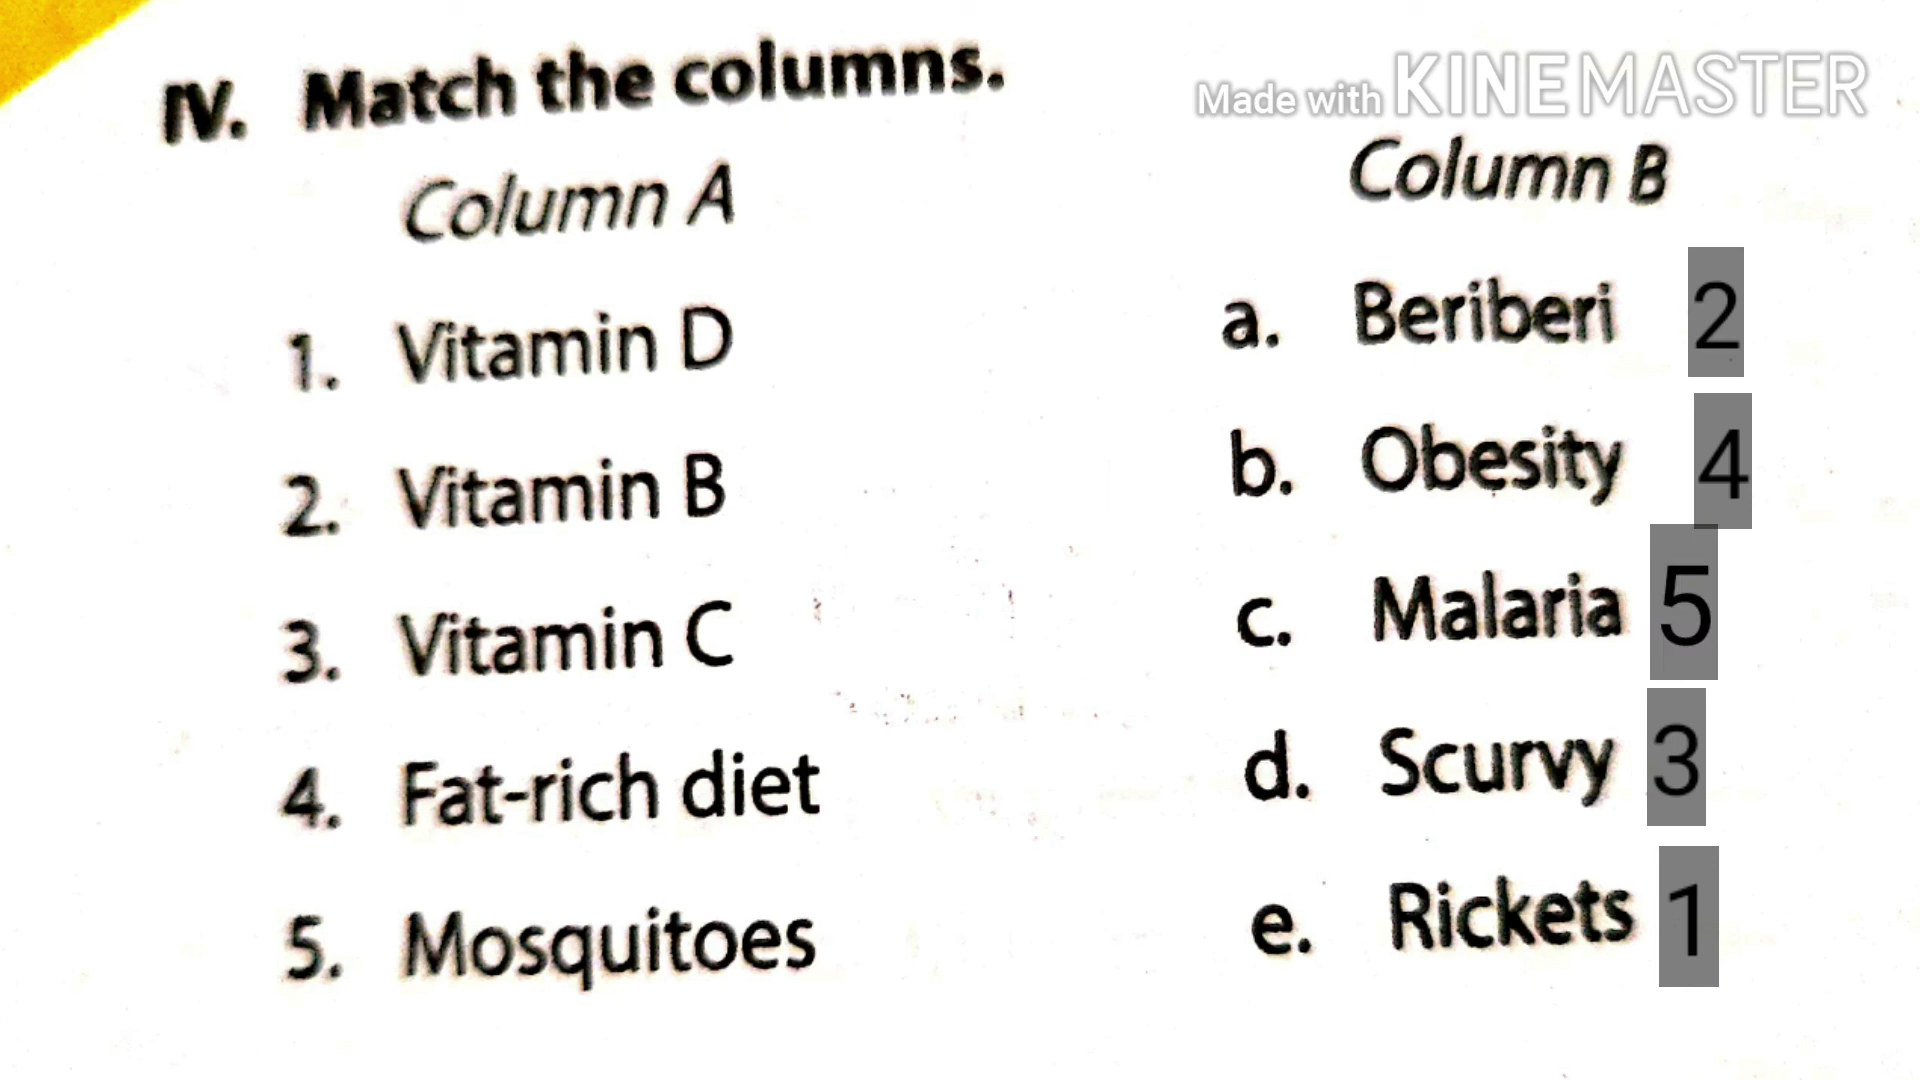 IV. Match the columns.
Made with KINEMASTER
Column A Column B
1. Vitamin D a. Beriberi 2
2. Vitamin B b. Obesity 4
3. Vitamin C c. Malaria 5
4. Fat-rich diet d. Scurvy 3
5. Mosquitoes e. Rickets 1